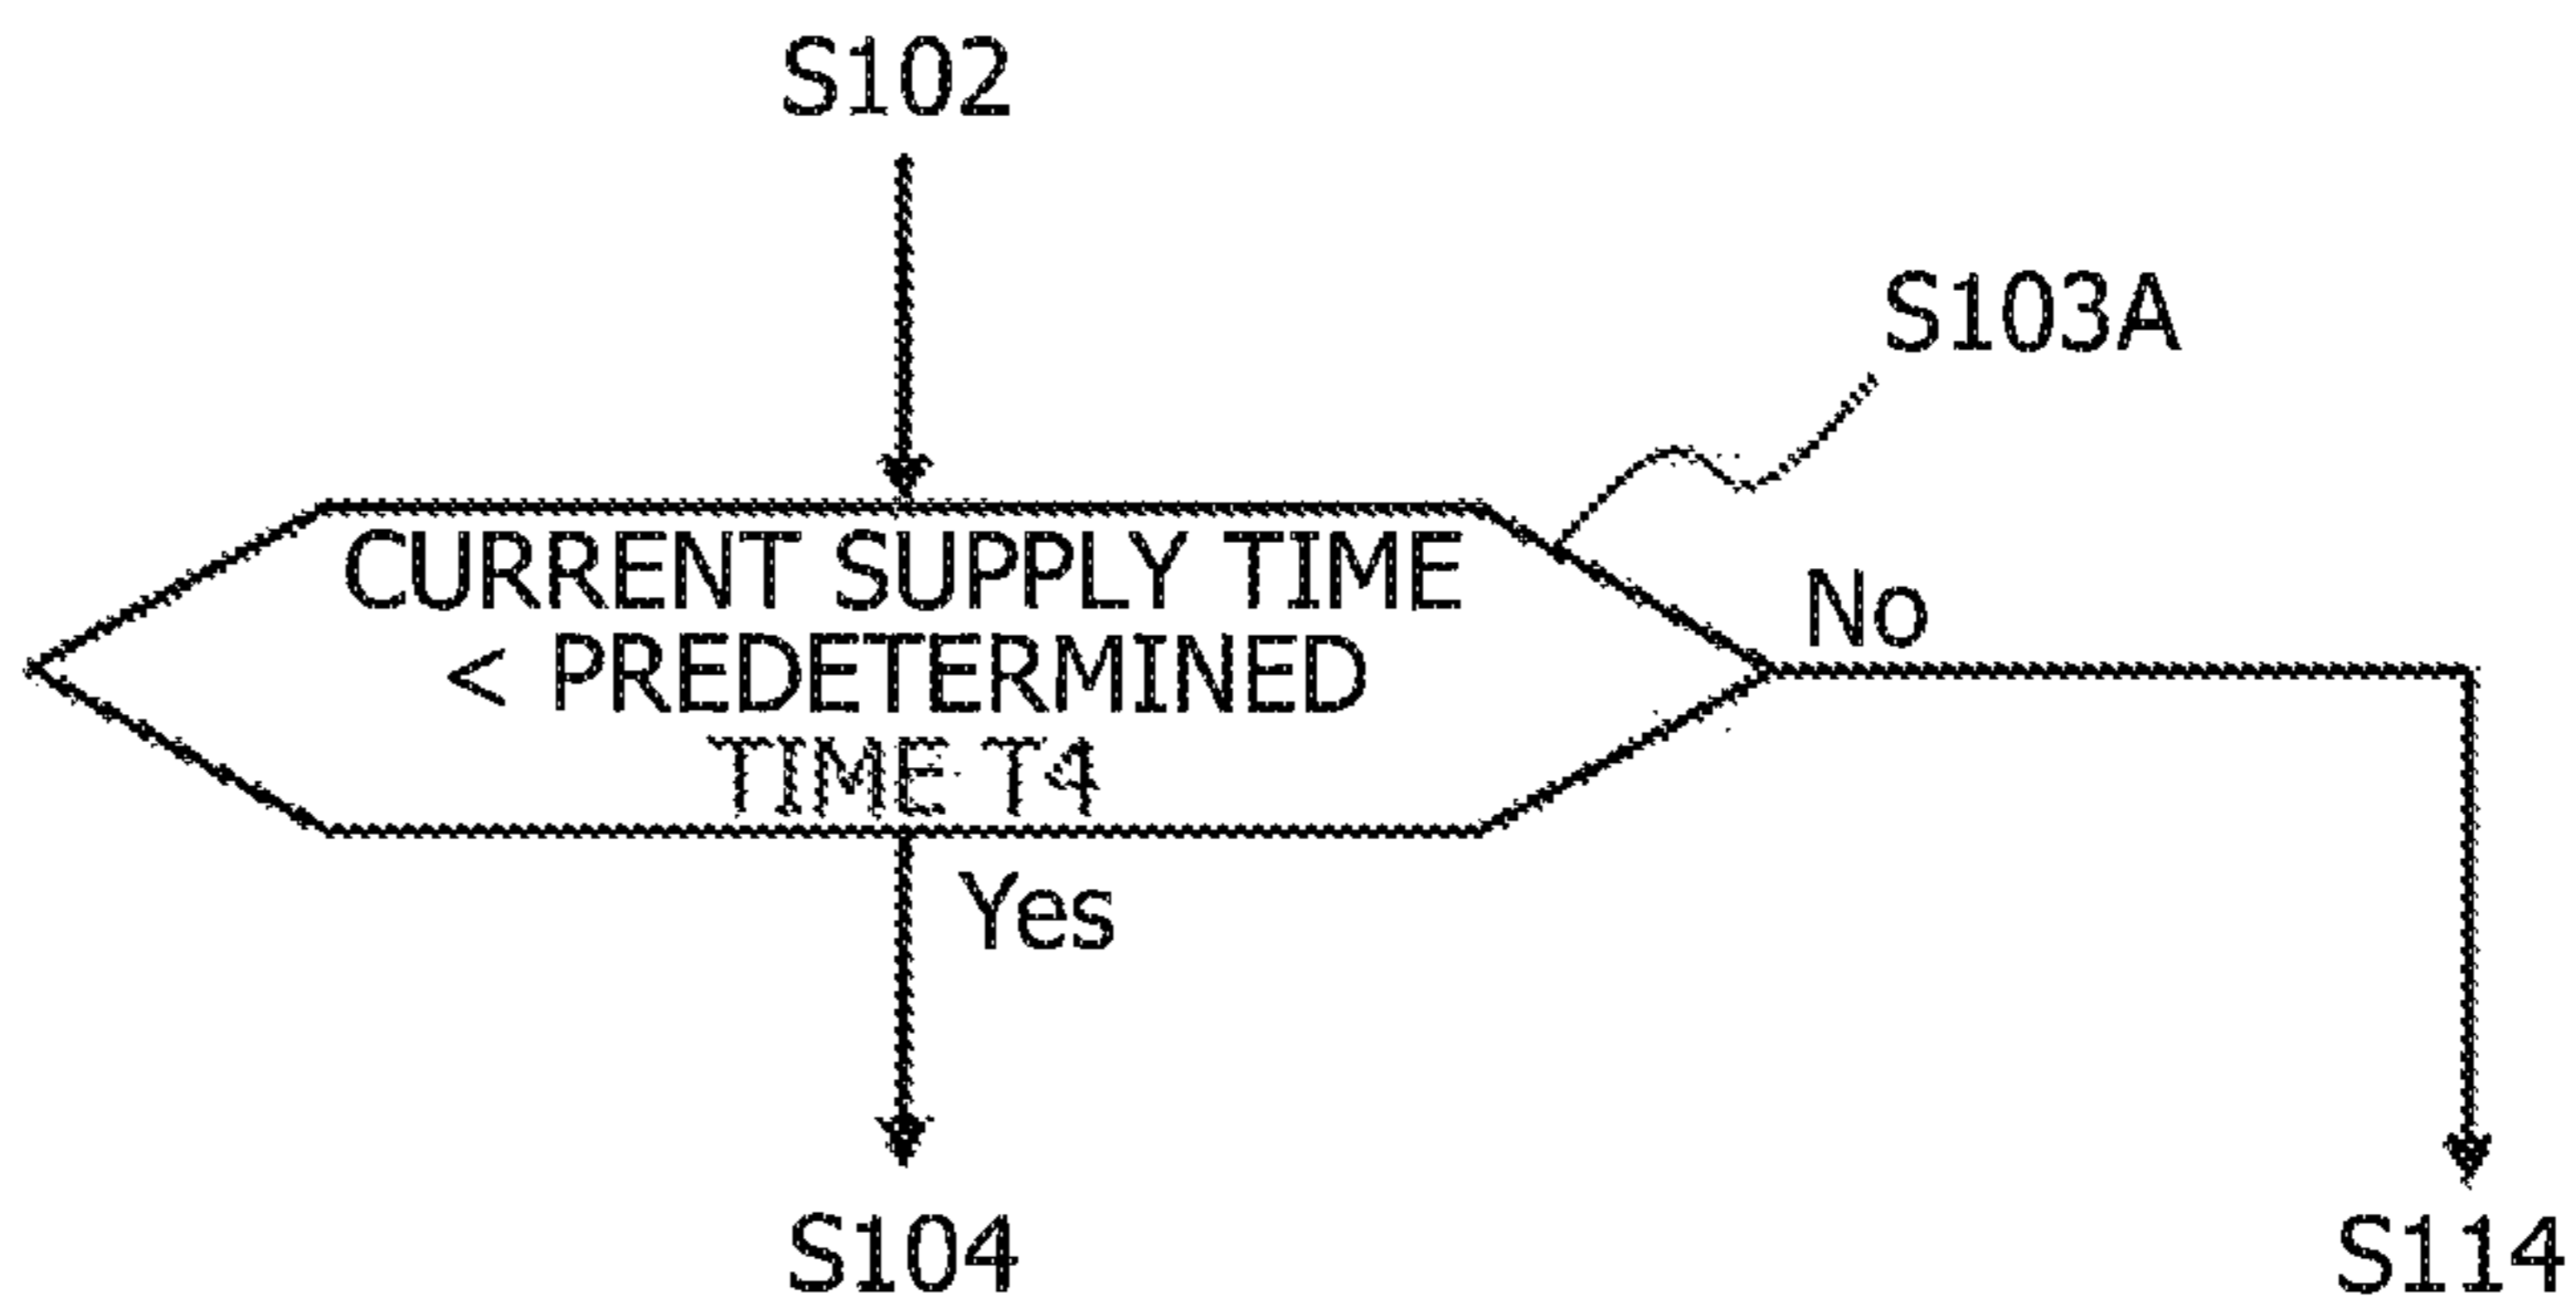 S102
S103A
CURRENT SUPPLY TIME
< PREDETERMINED
TIME T4
No
Yes
S104
S114